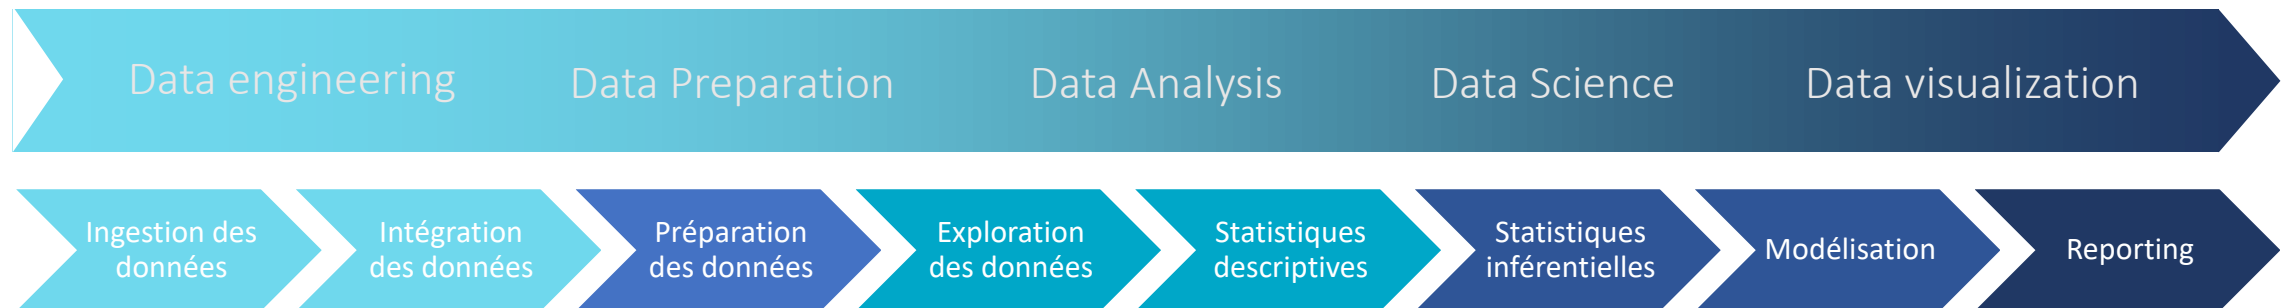 Data engineering
Data Preparation
Data Analysis
Data Science
Data visualization
Ingestion des
données
Intégration
des données
Préparation
des données
Exploration
des données
Statistiques
descriptives
Statistiques
inférentielles
Modélisation
Reporting